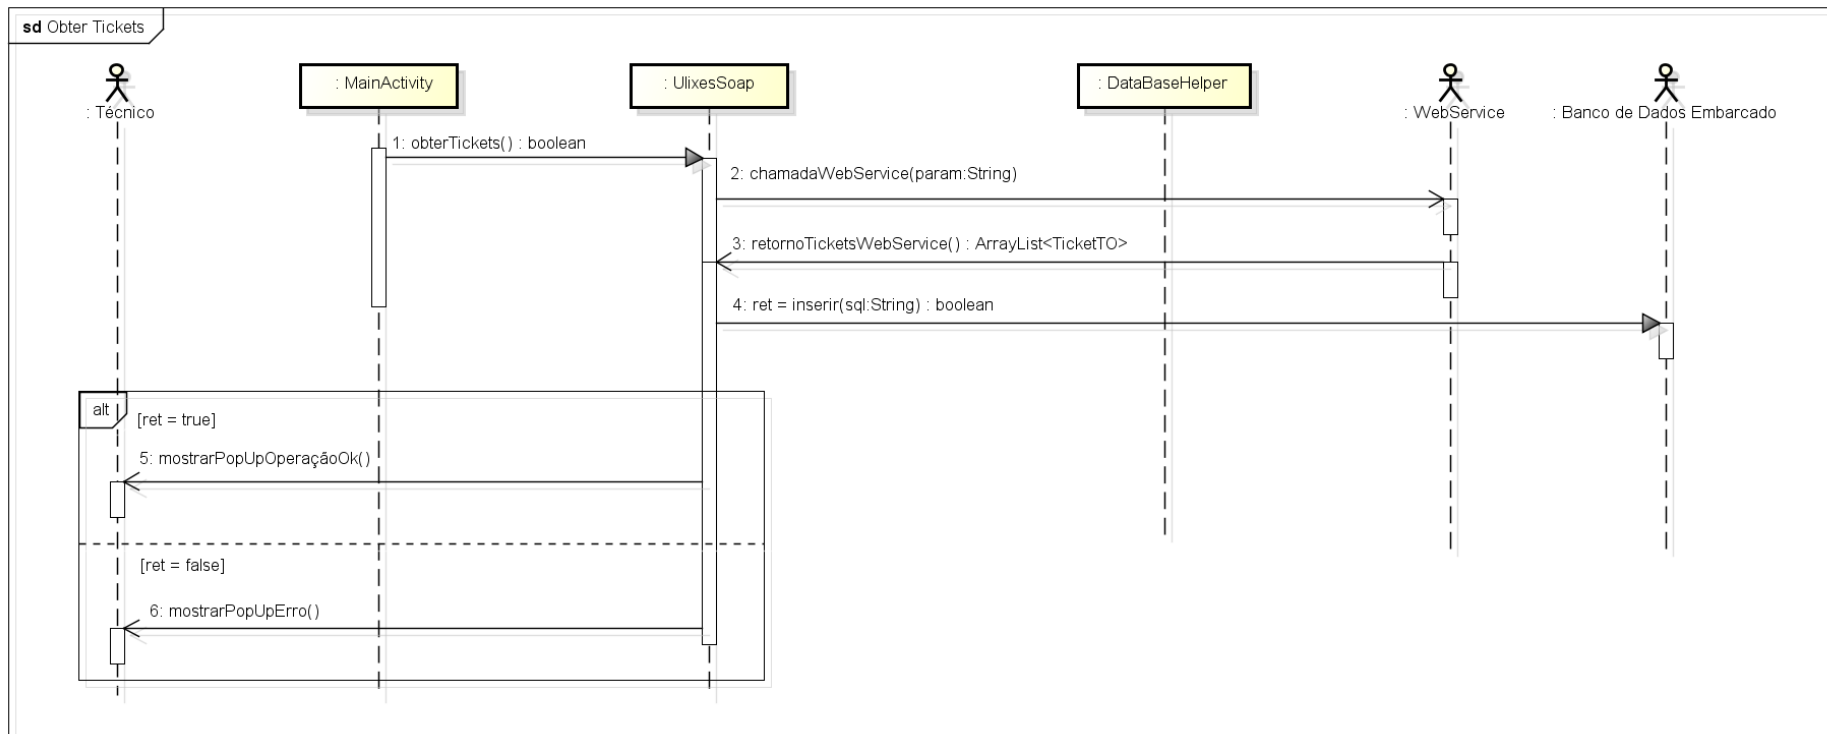 sd Obter Tickets
: Técnico
: MainActivity
: UlixesSoap
: DataBaseHelper
: WebService
: Banco de Dados Embarcado
1: obterTickets() : boolean
2: chamadaWebService(param:String)
3: retornoTicketsWebService() : ArrayList<TicketTO>
4: ret = inserir(sql:String) : boolean
alt
[ret = true]
5: mostrarPopUpOperaçãoOk()
[ret = false]
6: mostrarPopUpErro()